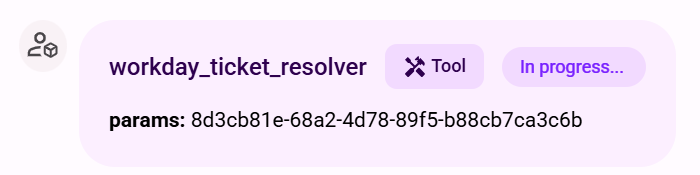 workday_ticket_resolver Tool In progress...
params: 8d3cb81e-68a2-4d78-89f5-b88cb7ca3c6b